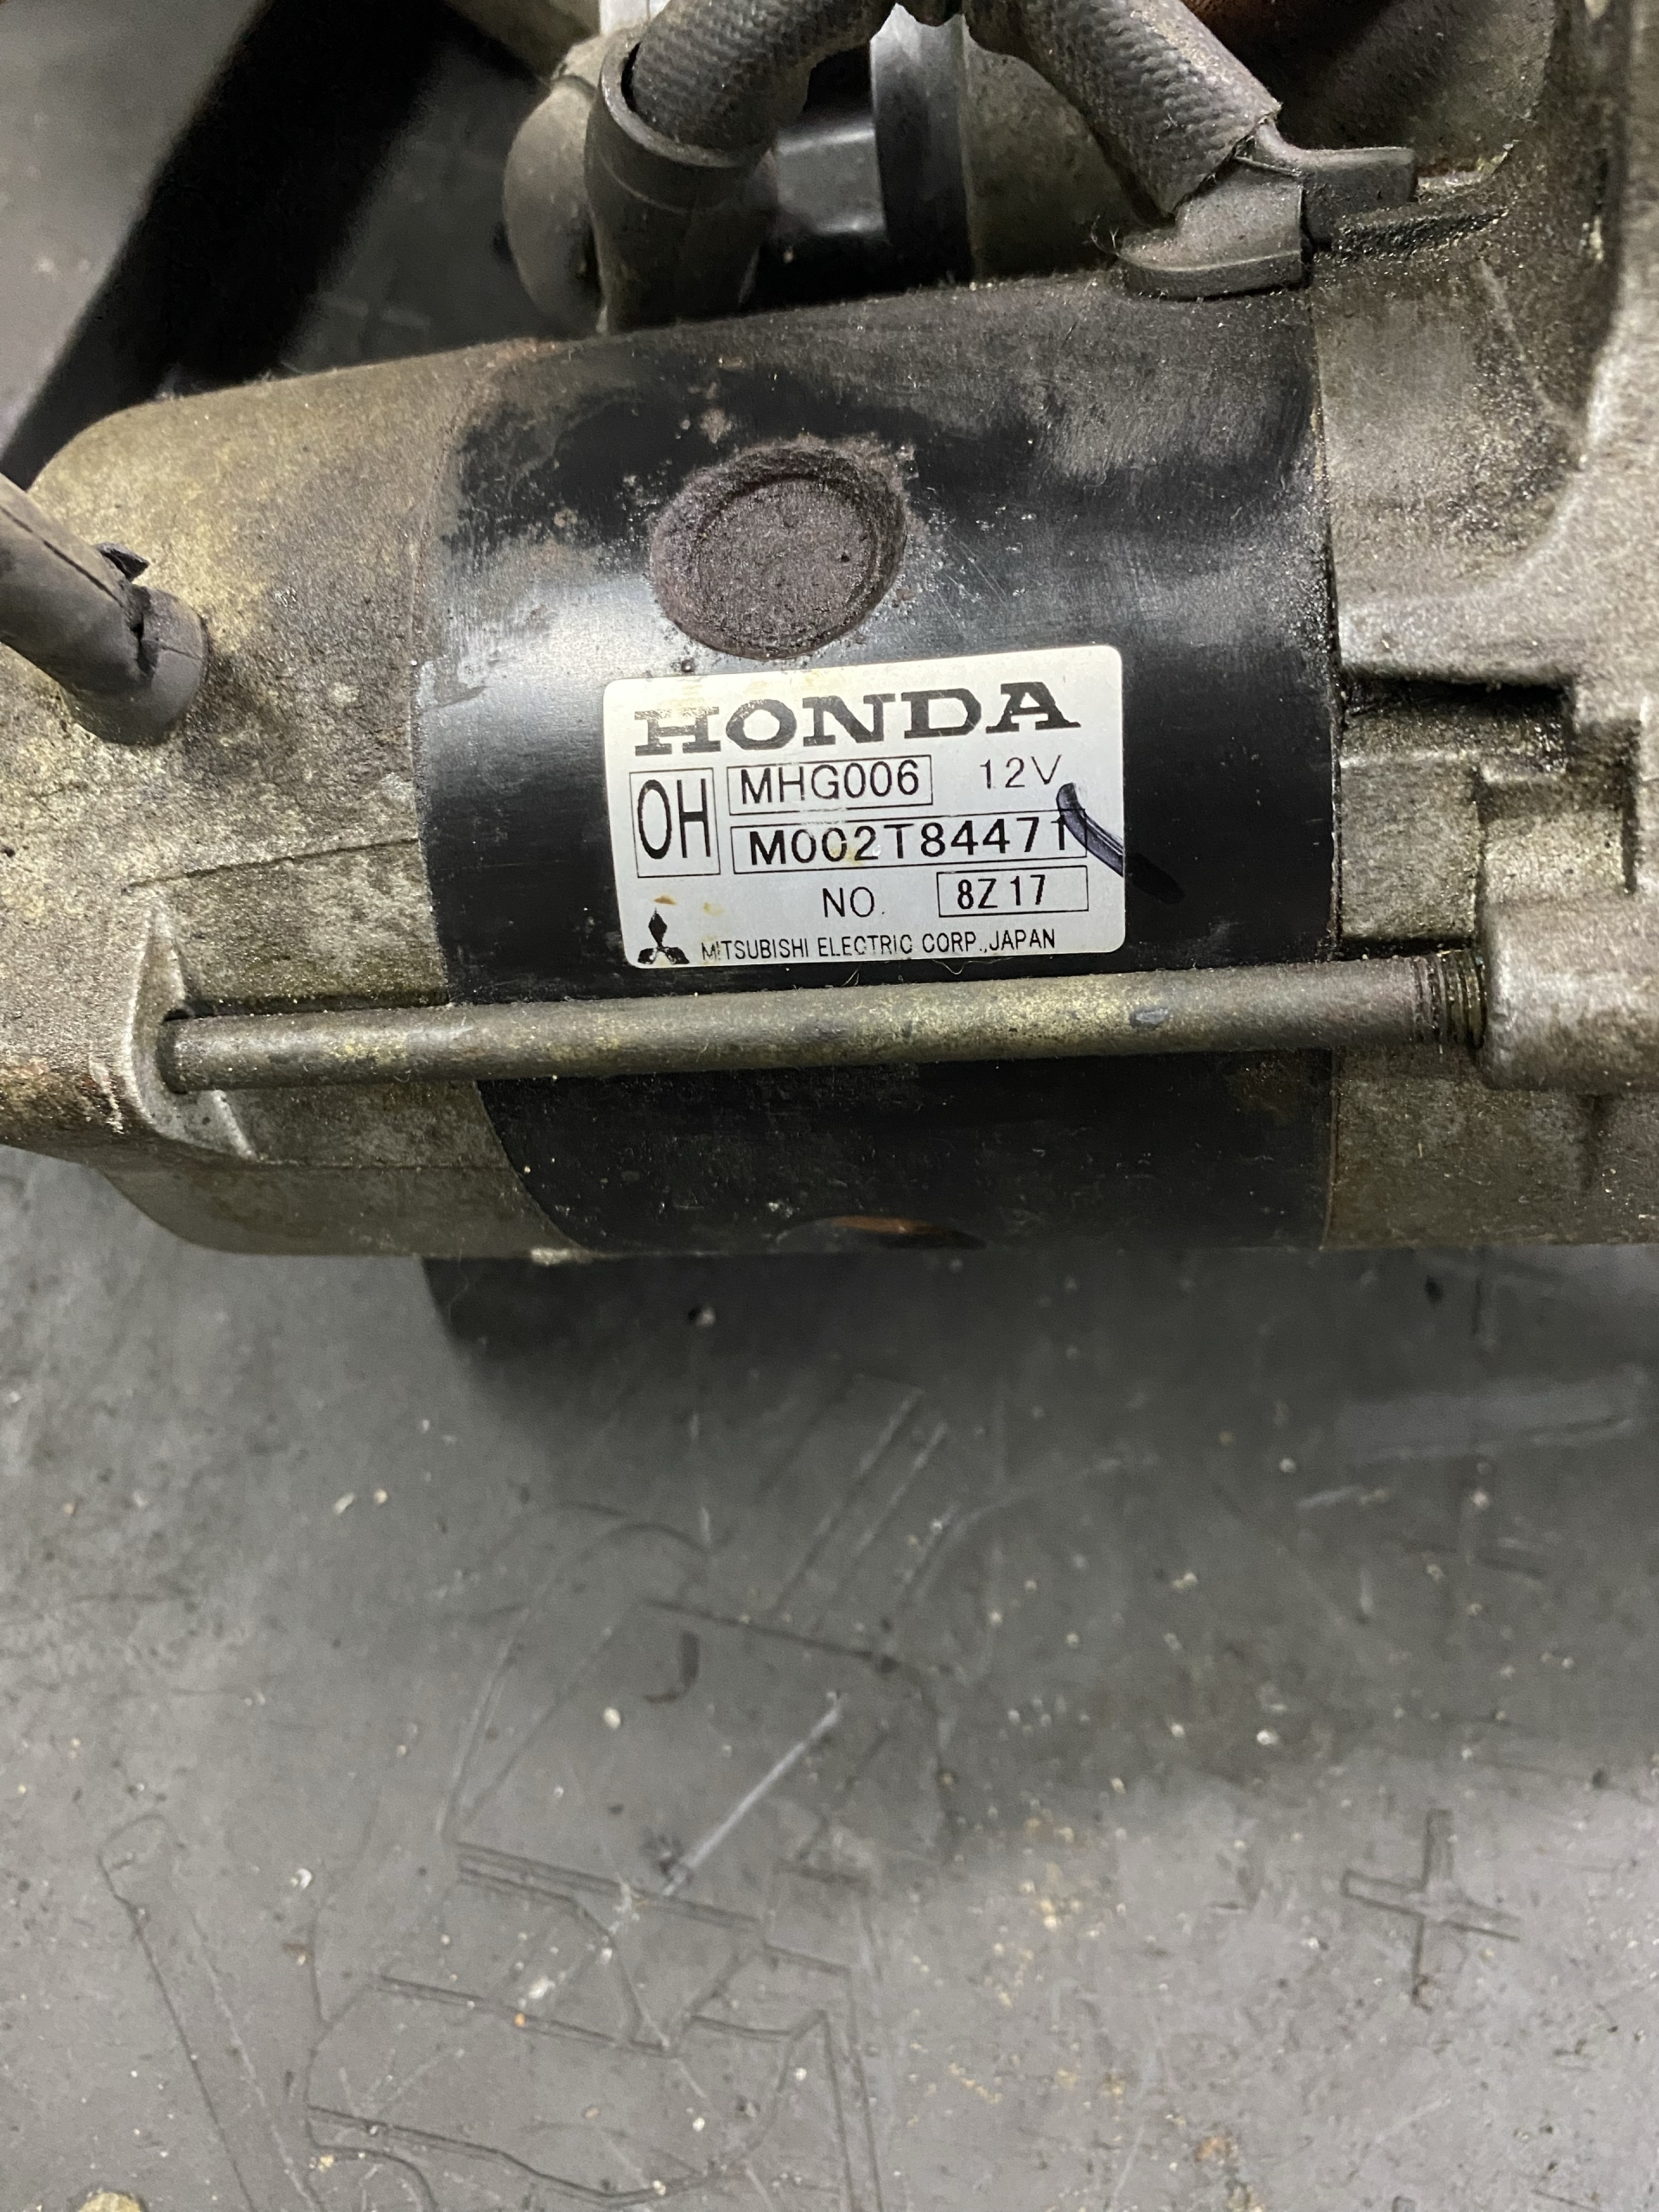 HONDA
OH MHG006 12V
M002T84471
NO. 8Z17
MITSUBISHI ELECTRIC CORP.,JAPAN